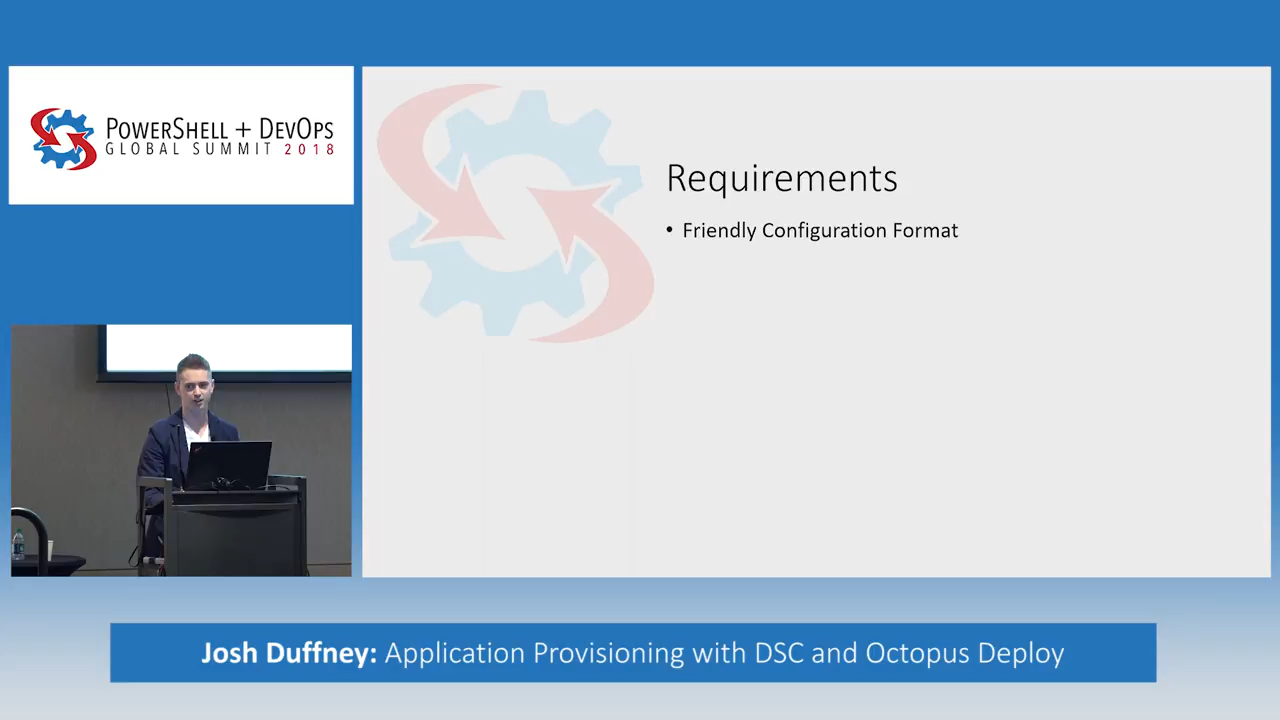 POWERSHELL + DEVOPS
GLOBAL SUMMIT 2018
Requirements
• Friendly Configuration Format
Josh Duffney: Application Provisioning with DSC and Octopus Deploy